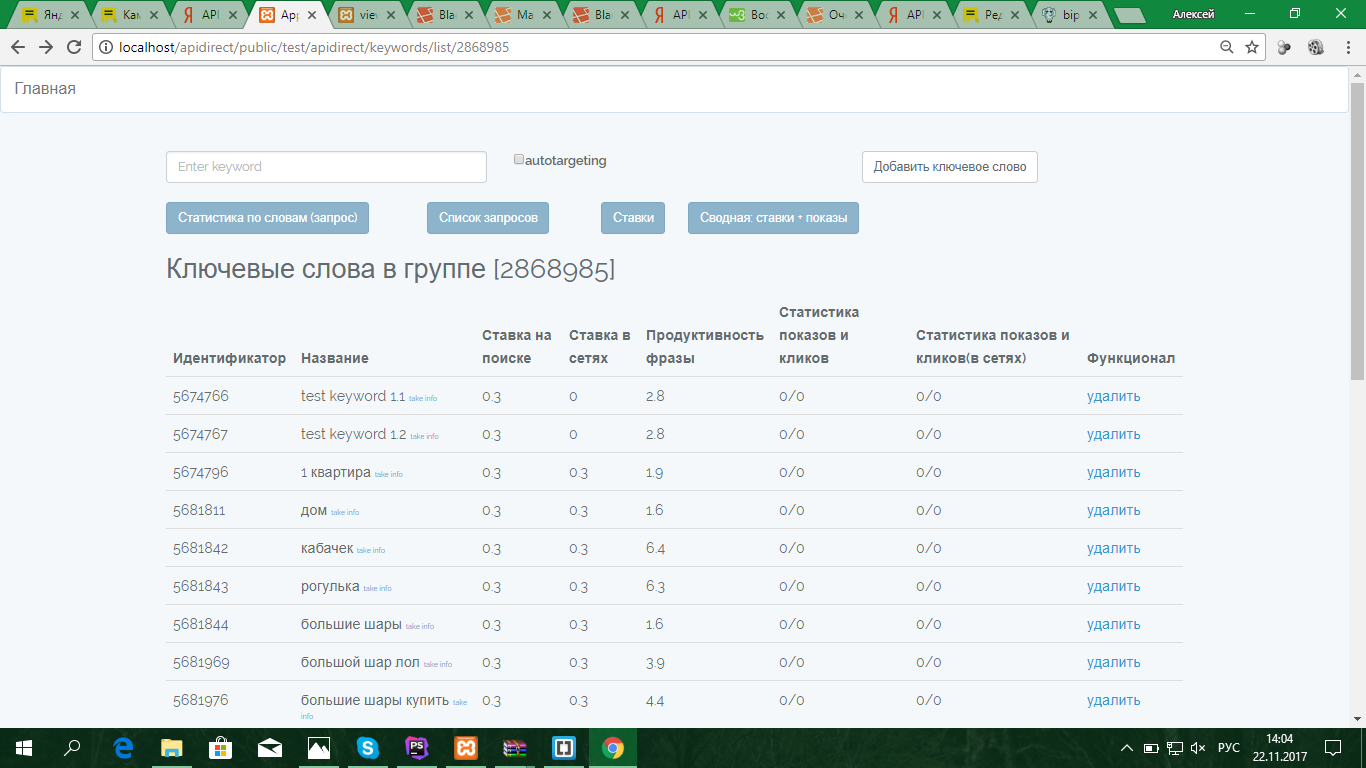 Янд
Кам
API
App
view
Blad
Ma
Blad
API
Вос
Оче
API
Ред
bip
Алексей
localhost/apidirect/public/test/apidirect/keywords/list/2868985
Главная
Enter keyword
autotargeting
Добавить ключевое слово
Статистика по словам (запрос)
Список запросов
Ставки
Сводная: ставки + показы
Ключевые слова в группе [2868985]
Идентификатор
Название
Ставка на
поиске
Ставка в
сетях
Продуктивность
фразы
Статистика
показов и
кликов
Статистика показов и
кликов(в сетях)
Функционал
5674766 test keyword 1.1 take info 0.3 0 2.8 0/0 0/0 удалить
5674767 test keyword 1.2 take info 0.3 0 2.8 0/0 0/0 удалить
5674796 1 квартира take info 0.3 0.3 1.9 0/0 0/0 удалить
5681811 дом take info 0.3 0.3 1.6 0/0 0/0 удалить
5681842 кабачек take info 0.3 0.3 6.4 0/0 0/0 удалить
5681843 рогулька take info 0.3 0.3 6.3 0/0 0/0 удалить
5681844 большие шары take info 0.3 0.3 1.6 0/0 0/0 удалить
5681969 большой шар лол take info 0.3 0.3 3.9 0/0 0/0 удалить
5681976 большие шары купить take 0.3 0.3 4.4 0/0 0/0 удалить
info
РУС
14:04
22.11.2017